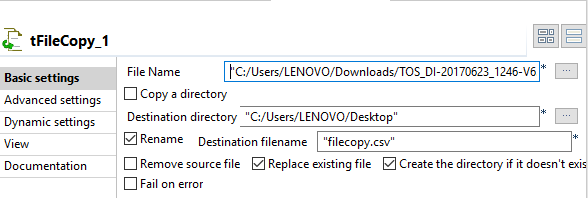 tFileCopy_1
Basic settings
Advanced settings
Dynamic settings
View
Documentation
File Name "C:/Users/LENOVO/Downloads/TOS_DI-20170623_1246-V6 * ...
Copy a directory
Destination directory "C:/Users/LENOVO/Desktop" * ...
Rename Destination filename "filecopy.csv" *
Remove source file Replace existing file Create the directory if it doesn't exis
Fail on error